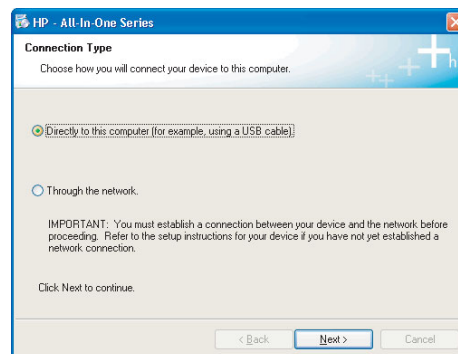 HP - All-In-One Series
Connection Type
Choose how you will connect your device to this computer.
h
Directly to this computer (for example, using a USB cable).
Through the network.
IMPORTANT: You must establish a connection between your device and the network before
proceeding. Refer to the setup instructions for your device if you have not yet established a
network connection.
Click Next to continue.
< Back
Next >
Cancel